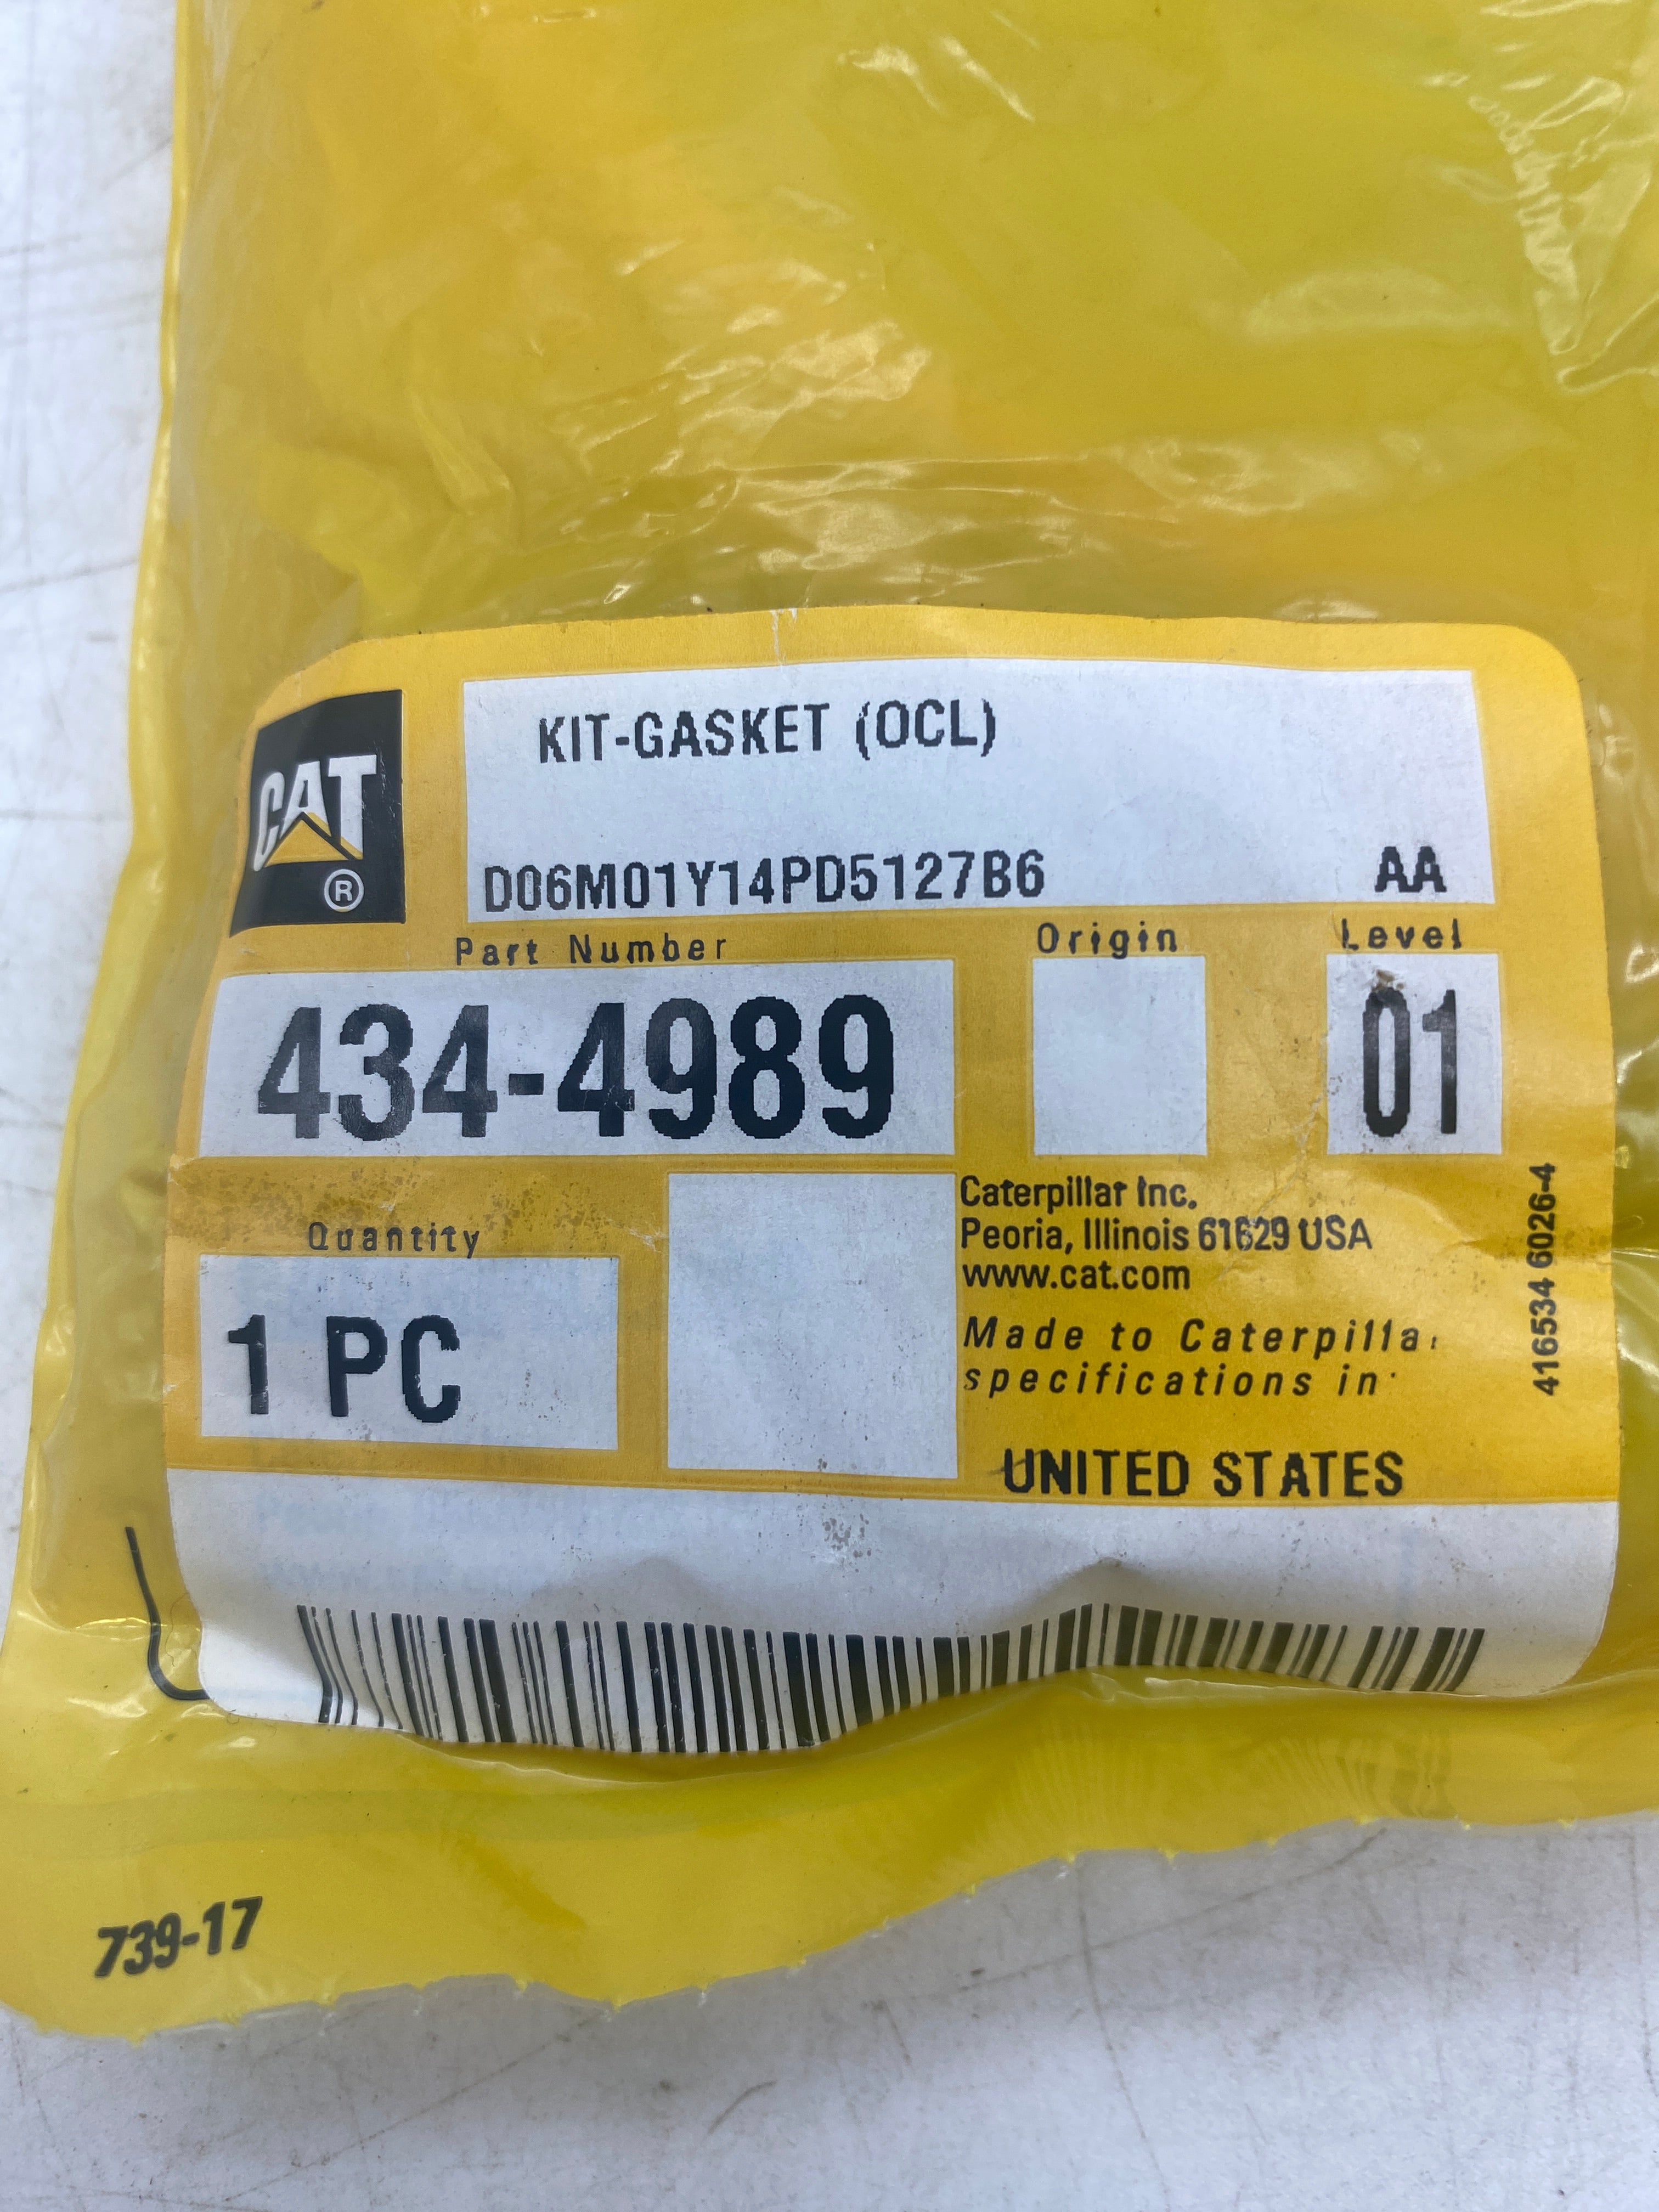 KIT-GASKET (OCL)
CAT
®
D06M01Y14PD5127B6 AA
Part Number Origin Level
434-4989 01
Caterpillar Inc.
Peoria, Illinois 61629 USA
www.cat.com
Quantity
1 PC
Made to Caterpillar
specifications in:
UNITED STATES
416534 6026-4
739-17